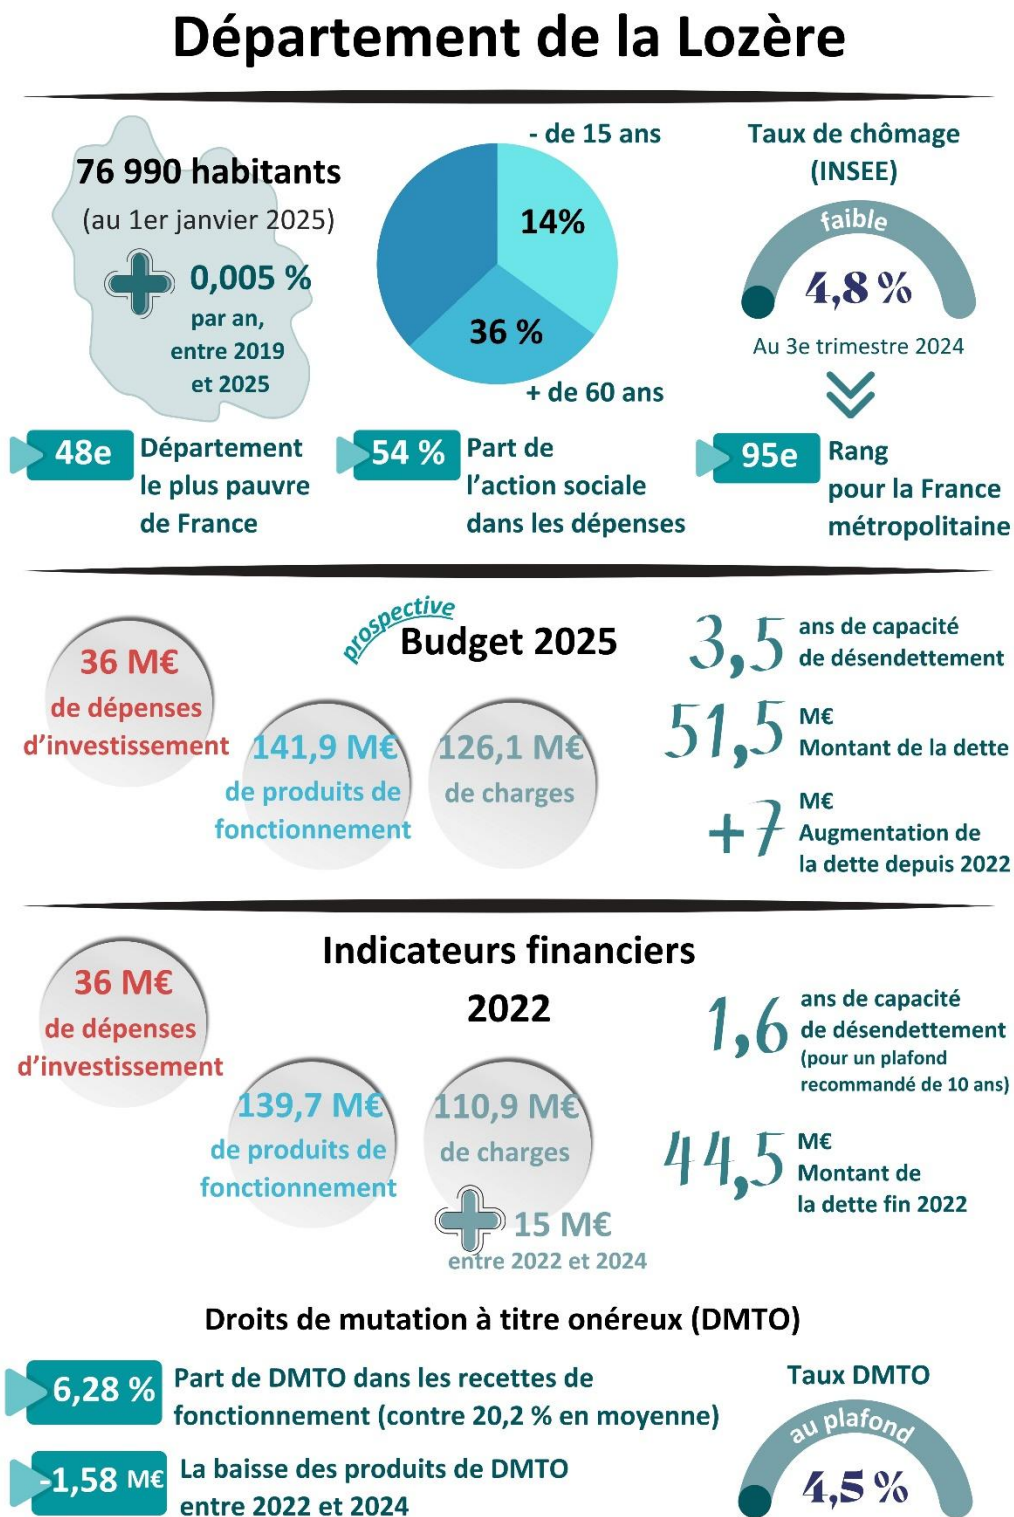 Département de la Lozère
76 990 habitants
(au 1er janvier 2025)
0,005 %
par an,
entre 2019
et 2025
- de 15 ans
14%
36 %
+ de 60 ans
Taux de chômage
(INSEE)
faible
4,8 %
Au 3e trimestre 2024
48e
Département
le plus pauvre
de France
54 %
Part de
l'action sociale
dans les dépenses
95e
Rang
pour la France
métropolitaine
prospective
Budget 2025
36 M€
de dépenses
d'investissement
141,9 M€
de produits de
fonctionnement
126,1 M€
de charges
3,5
ans de capacité
de désendettement
51,5
M€
Montant de la dette
+7
M€
Augmentation de
la dette depuis 2022
Indicateurs financiers
2022
36 M€
de dépenses
d'investissement
139,7 M€
de produits de
fonctionnement
110,9 M€
de charges
15 M€
entre 2022 et 2024
1,6
ans de capacité
de désendettement
(pour un plafond
recommandé de 10 ans)
44,5
M€
Montant de
la dette fin 2022
Droits de mutation à titre onéreux (DMTO)
6,28 %
Part de DMTO dans les recettes de
fonctionnement (contre 20,2 % en moyenne)
-1,58 M€
La baisse des produits de DMTO
entre 2022 et 2024
Taux DMTO
au plafond
4,5 %